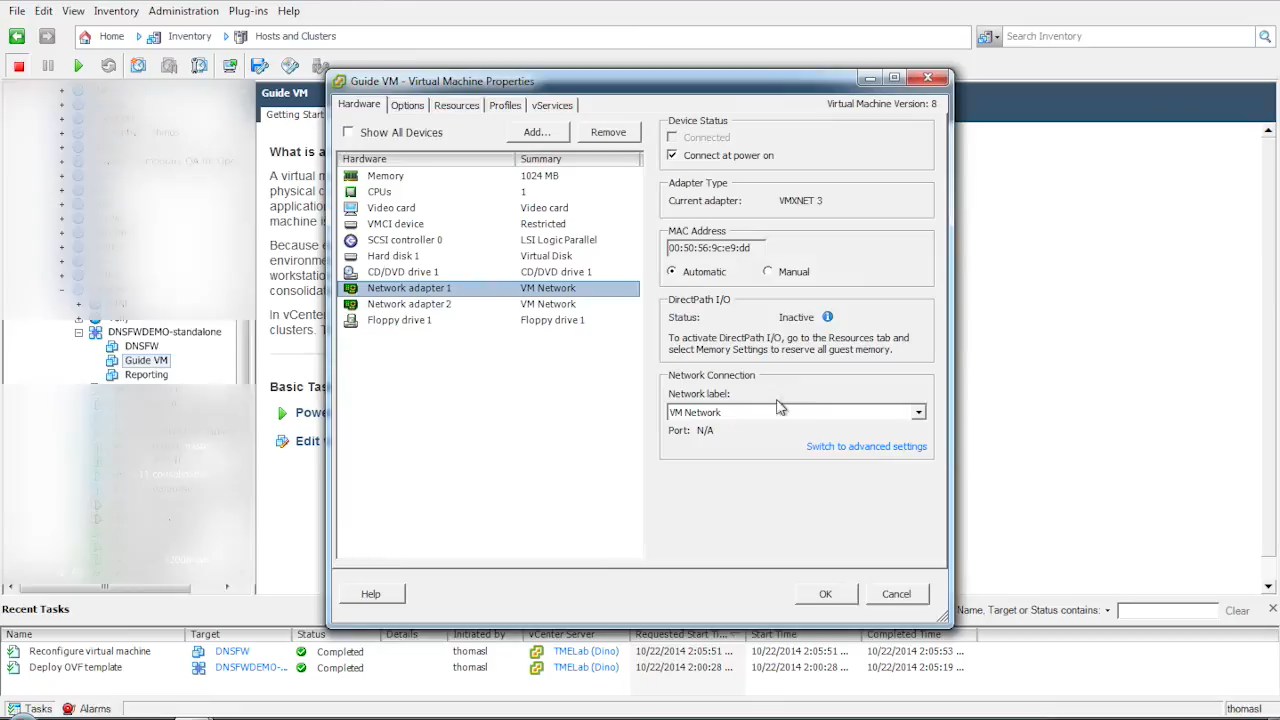 File Edit View Inventory Administration Plug-ins Help
Home Inventory Hosts and Clusters Search Inventory
Guide VM - Virtual Machine Properties
Guide VM
Getting Start
What is a
A virtual m
physical c
application
machine is
Because
environme
workstatio
consolida
In vCente
clusters. T
Basic Tas
Powe
Edit v
DNSFWDEMO-standalone
DNSFW
Guide VM
Reporting
Hardware Options Resources Profiles vServices
Virtual Machine Version: 8
Show All Devices Add... Remove
Hardware Summary
Memory 1024 MB
CPUs 1
Video card Video card
VMCI device Restricted
SCSI controller 0 LSI Logic Parallel
Hard disk 1 Virtual Disk
CD/DVD drive 1 CD/DVD drive 1
Network adapter 1 VM Network
Network adapter 2 VM Network
Floppy drive 1 Floppy drive 1
Device Status
Connected
Connect at power on
Adapter Type
Current adapter: VMXNET 3
MAC Address
00:50:56:9c:e9:dd
Automatic Manual
DirectPath I/O
Status: Inactive
To activate DirectPath I/O, go to the Resources tab and
select Memory Settings to reserve all guest memory.
Network Connection
Network label:
VM Network
Port: N/A
Switch to advanced settings
Help OK Cancel
Recent Tasks
Name, Target or Status contains: Clear
Name Target Status Details Initiated by vCenter Server Requested Start Ti... Start Time Completed Time
Reconfigure virtual machine DNSFW Completed thomasl TMELab (Dino) 10/22/2014 2:05:51 ... 10/22/2014 2:05:51 ... 10/22/2014 2:05:53 ...
Deploy OVF template DNSFWDEMO-... Completed thomasl TMELab (Dino) 10/22/2014 2:00:28 ... 10/22/2014 2:00:28 ... 10/22/2014 2:05:19 ...
Tasks Alarms thomasl